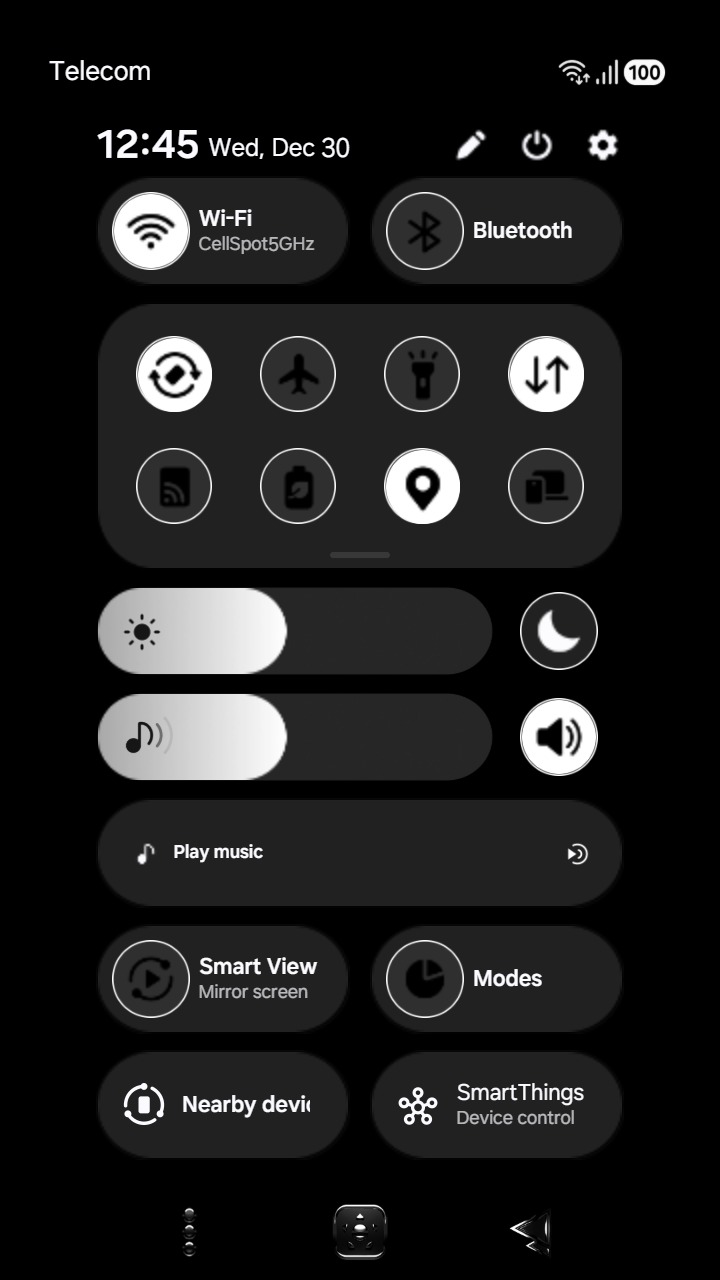 Telecom
100
12:45 Wed, Dec 30
Wi-Fi
CellSpot5GHz
Bluetooth
Play music
Smart View
Mirror screen
Modes
Nearby devi
SmartThings
Device control